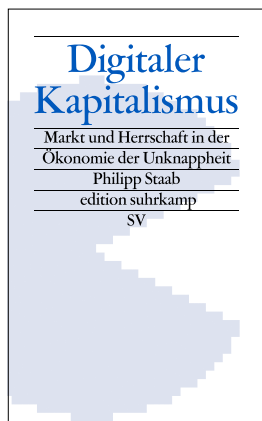 Digitaler
Kapitalismus
Markt und Herrschaft in der
Ökonomie der Unknappheit
Philipp Staab
edition suhrkamp
SV